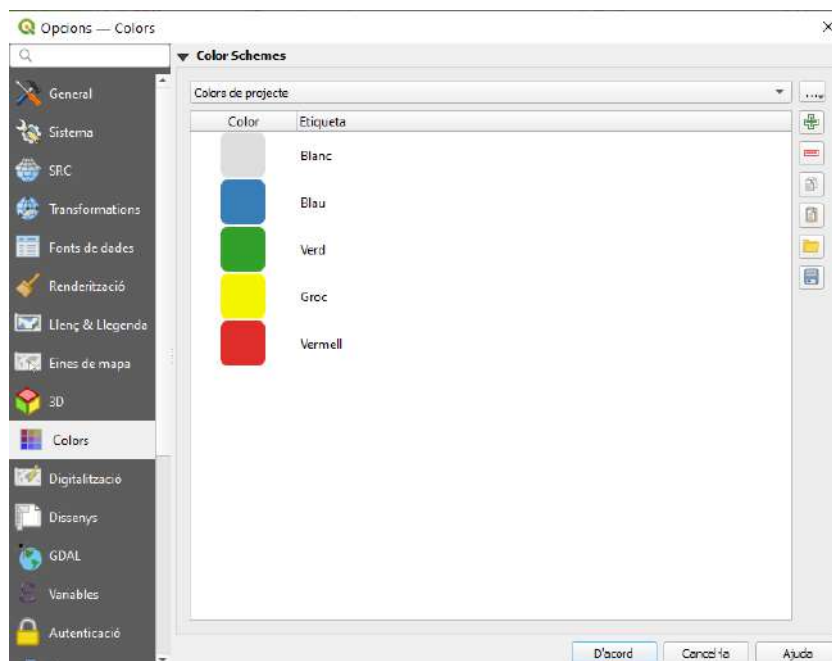 Opcions — Colors
General
Sistema
SRC
Transformations
Fonts de dades
Renderització
Llenç & Llegenda
Eines de mapa
3D
Colors
Digitalització
Dissenys
GDAL
Variables
Autenticació
Color Schemes
Colors de projecte
Color Etiqueta
Blanc
Blau
Verd
Groc
Vermell
D'acord Cancel·la Ajuda